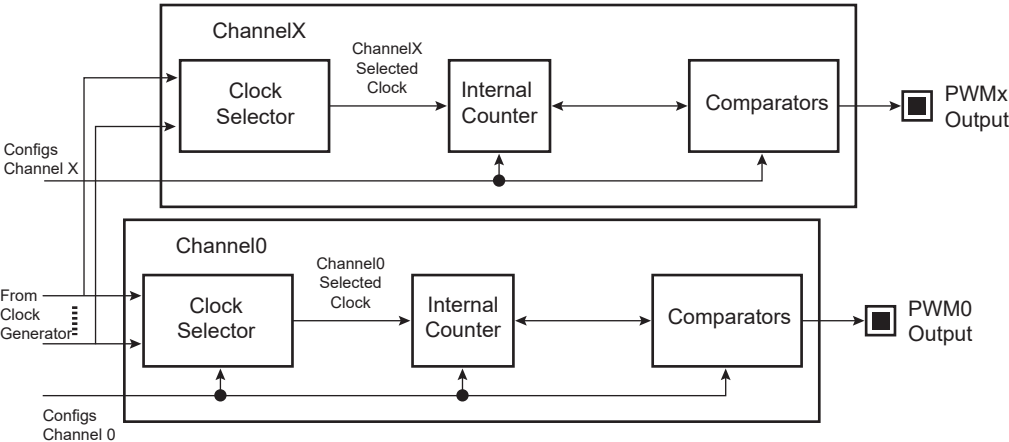 ChannelX
Clock
Selector
ChannelX
Selected
Clock
Internal
Counter
Comparators
PWMx
Output
Configs
Channel X
Channel0
Clock
Selector
Channel0
Selected
Clock
Internal
Counter
Comparators
PWM0
Output
From
Clock
Generator
Configs
Channel 0